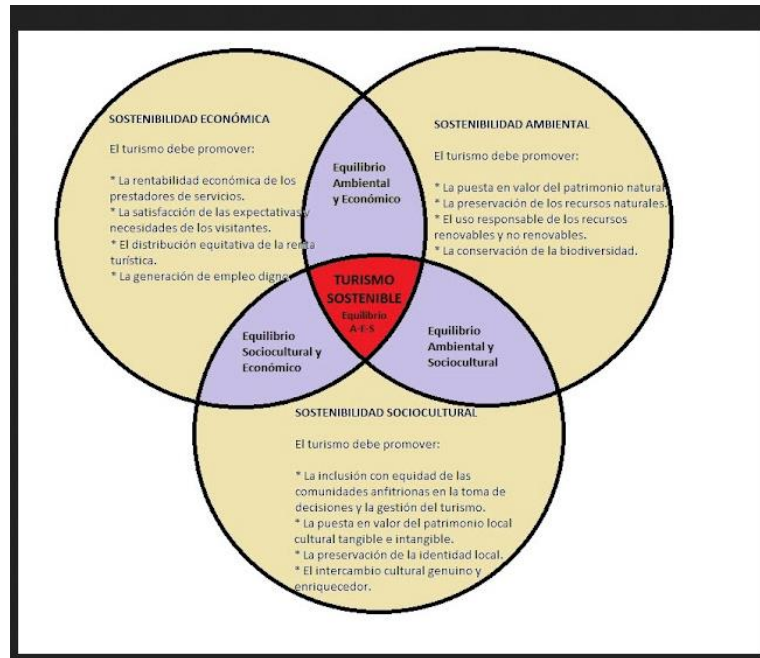 SOSTENIBILIDAD ECONÓMICA
El turismo debe promover:
* La rentabilidad económica de los
prestadores de servicios.
* La satisfacción de las expectativas y
necesidades de los visitantes.
* El distribución equitativa de la renta
turística.
* La generación de empleo digno.
Equilibrio
Ambiental
y Económico
SOSTENIBILIDAD AMBIENTAL
El turismo debe promover:
* La puesta en valor del patrimonio natural.
* La preservación de los recursos naturales.
* El uso responsable de los recursos
renovables y no renovables.
* La conservación de la biodiversidad.
TURISMO
SOSTENIBLE
Equilibrio
A-E-S
Equilibrio
Sociocultural y
Económico
Equilibrio
Ambiental y
Sociocultural
SOSTENIBILIDAD SOCIOCULTURAL
El turismo debe promover:
* La inclusión con equidad de las
comunidades anfitrionas en la toma de
decisiones y la gestión del turismo.
* La puesta en valor del patrimonio local
cultural tangible e intangible.
* La preservación de la identidad local.
* El intercambio cultural genuino y
enriquecedor.